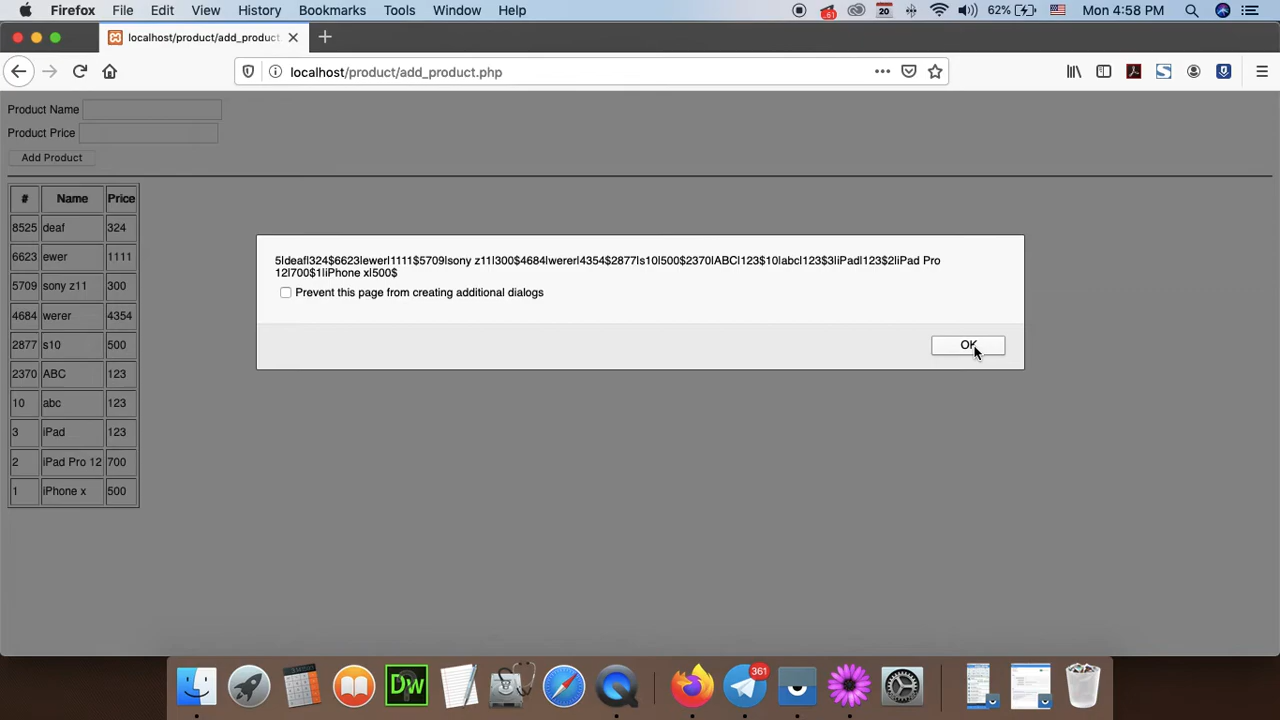 Firefox File Edit View History Bookmarks Tools Window Help 61 20 62% Mon 4:58 PM
localhost/product/add_product.
localhost/product/add_product.php
Product Name
Product Price
Add Product
# Name Price
8525 deaf 324
6623 ewer 1111
5709 sony z11 300
4684 werer 4354
2877 s10 500
2370 ABC 123
10 abc 123
3 iPad 123
2 iPad Pro 12 700
1 iPhone x 500
5|deaf|324$6623|ewer|1111$5709|sony z11|300$4684|werer|4354$2877|s10|500$2370|ABC|123$10|abc|123$3|iPad|123$2|iPad Pro
12|700$1|iPhone x|500$
Prevent this page from creating additional dialogs
OK
Dw 361